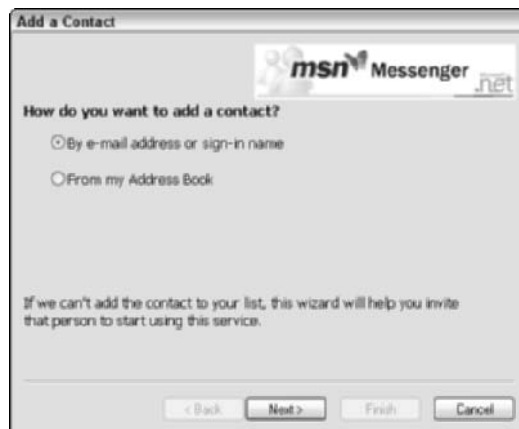 Add a Contact
msn Messenger
.net
How do you want to add a contact?
By e-mail address or sign-in name
From my Address Book
If we can't add the contact to your list, this wizard will help you invite
that person to start using this service.
< Back Next > Finish Cancel